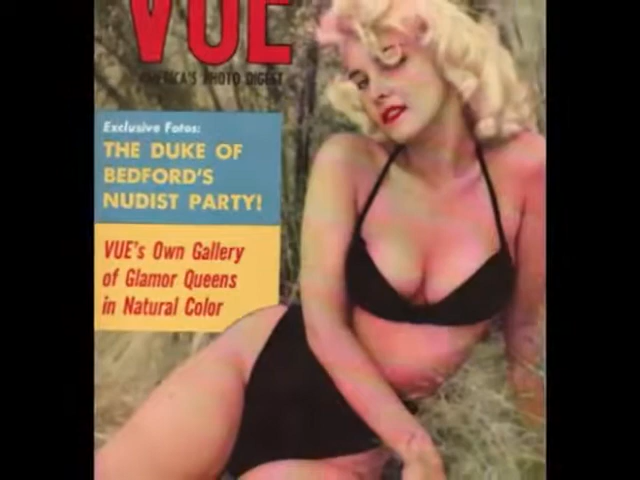 VUE
AMERICA'S PHOTO DIGEST
Exclusive Fotos:
THE DUKE OF
BEDFORD'S
NUDIST PARTY!
VUE's Own Gallery
of Glamor Queens
in Natural Color